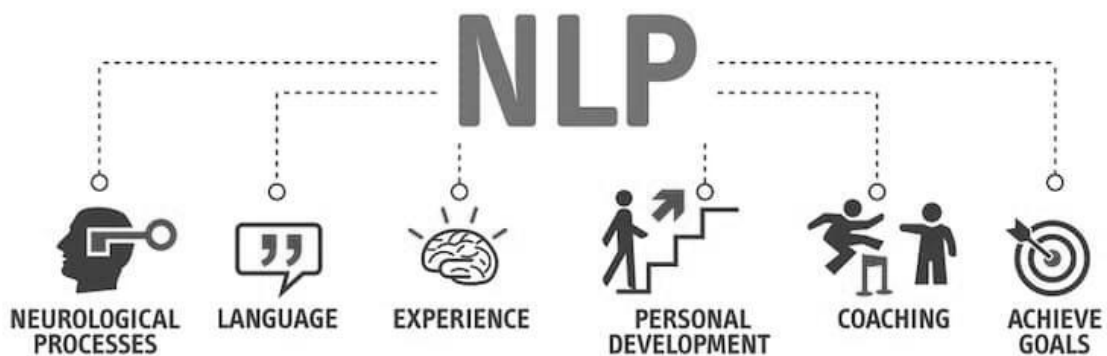 NLP
NEUROLOGICAL
PROCESSES
LANGUAGE
EXPERIENCE
PERSONAL
DEVELOPMENT
COACHING
ACHIEVE
GOALS